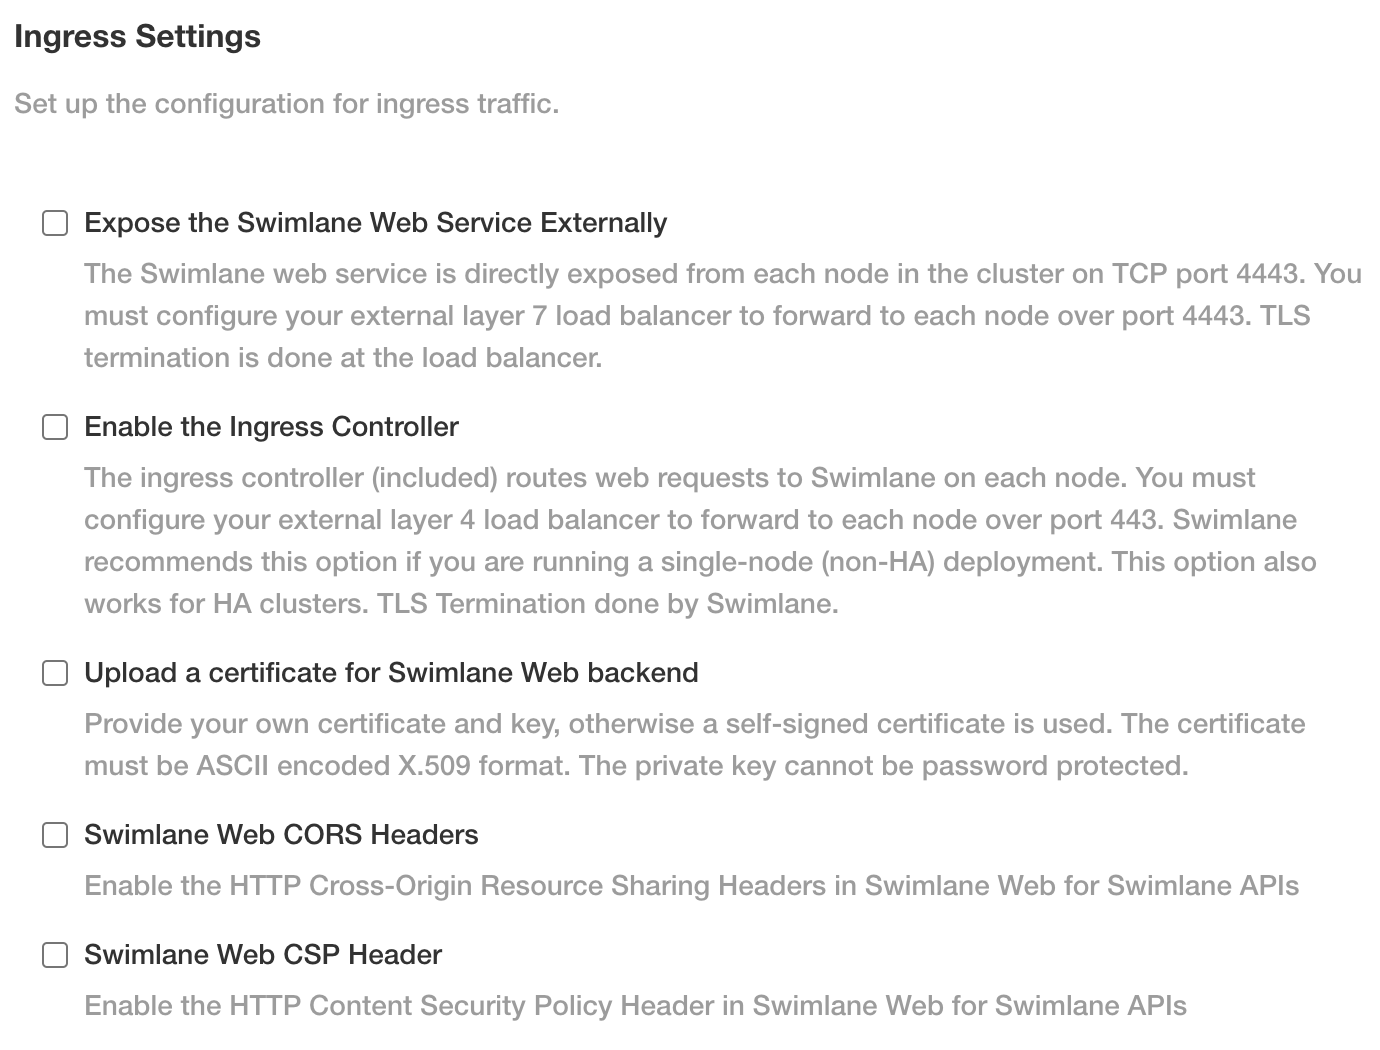 Ingress Settings
Set up the configuration for ingress traffic.
Expose the Swimlane Web Service Externally
The Swimlane web service is directly exposed from each node in the cluster on TCP port 4443. You
must configure your external layer 7 load balancer to forward to each node over port 4443. TLS
termination is done at the load balancer.
Enable the Ingress Controller
The ingress controller (included) routes web requests to Swimlane on each node. You must
configure your external layer 4 load balancer to forward to each node over port 443. Swimlane
recommends this option if you are running a single-node (non-HA) deployment. This option also
works for HA clusters. TLS Termination done by Swimlane.
Upload a certificate for Swimlane Web backend
Provide your own certificate and key, otherwise a self-signed certificate is used. The certificate
must be ASCII encoded X.509 format. The private key cannot be password protected.
Swimlane Web CORS Headers
Enable the HTTP Cross-Origin Resource Sharing Headers in Swimlane Web for Swimlane APIs
Swimlane Web CSP Header
Enable the HTTP Content Security Policy Header in Swimlane Web for Swimlane APIs